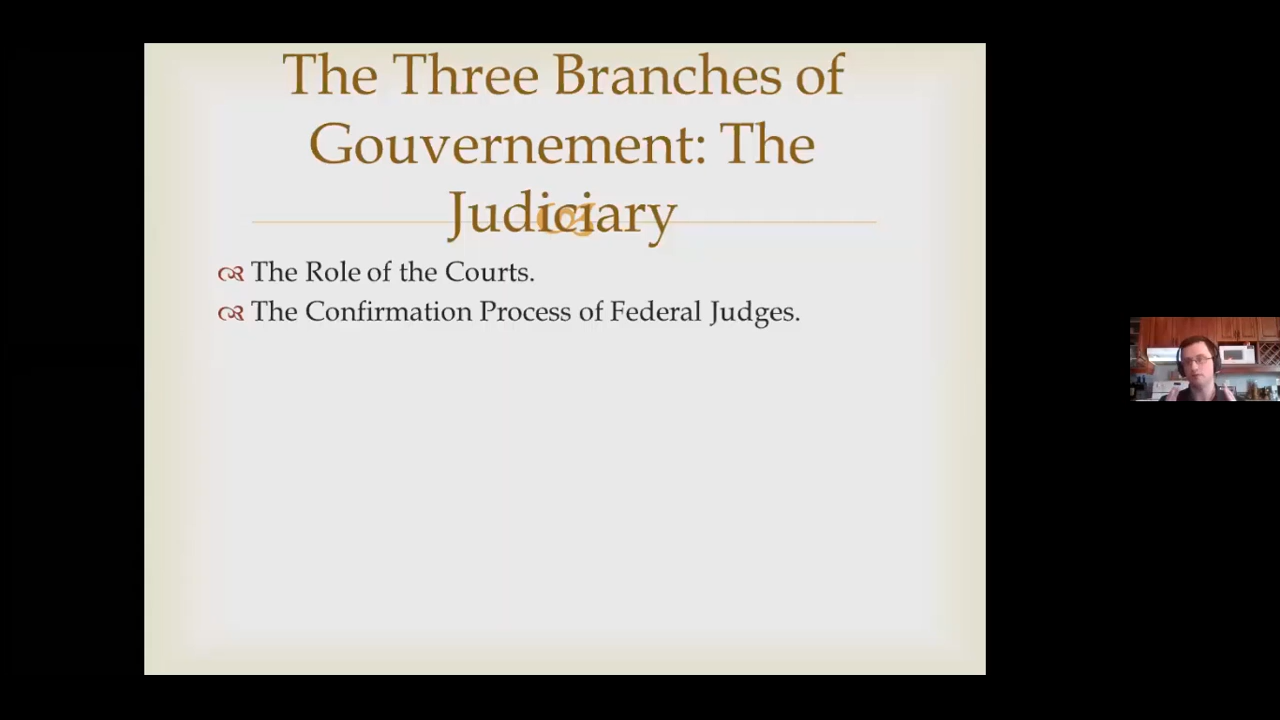 The Three Branches of
Gouvernement: The
Judiciary
The Role of the Courts.
The Confirmation Process of Federal Judges.